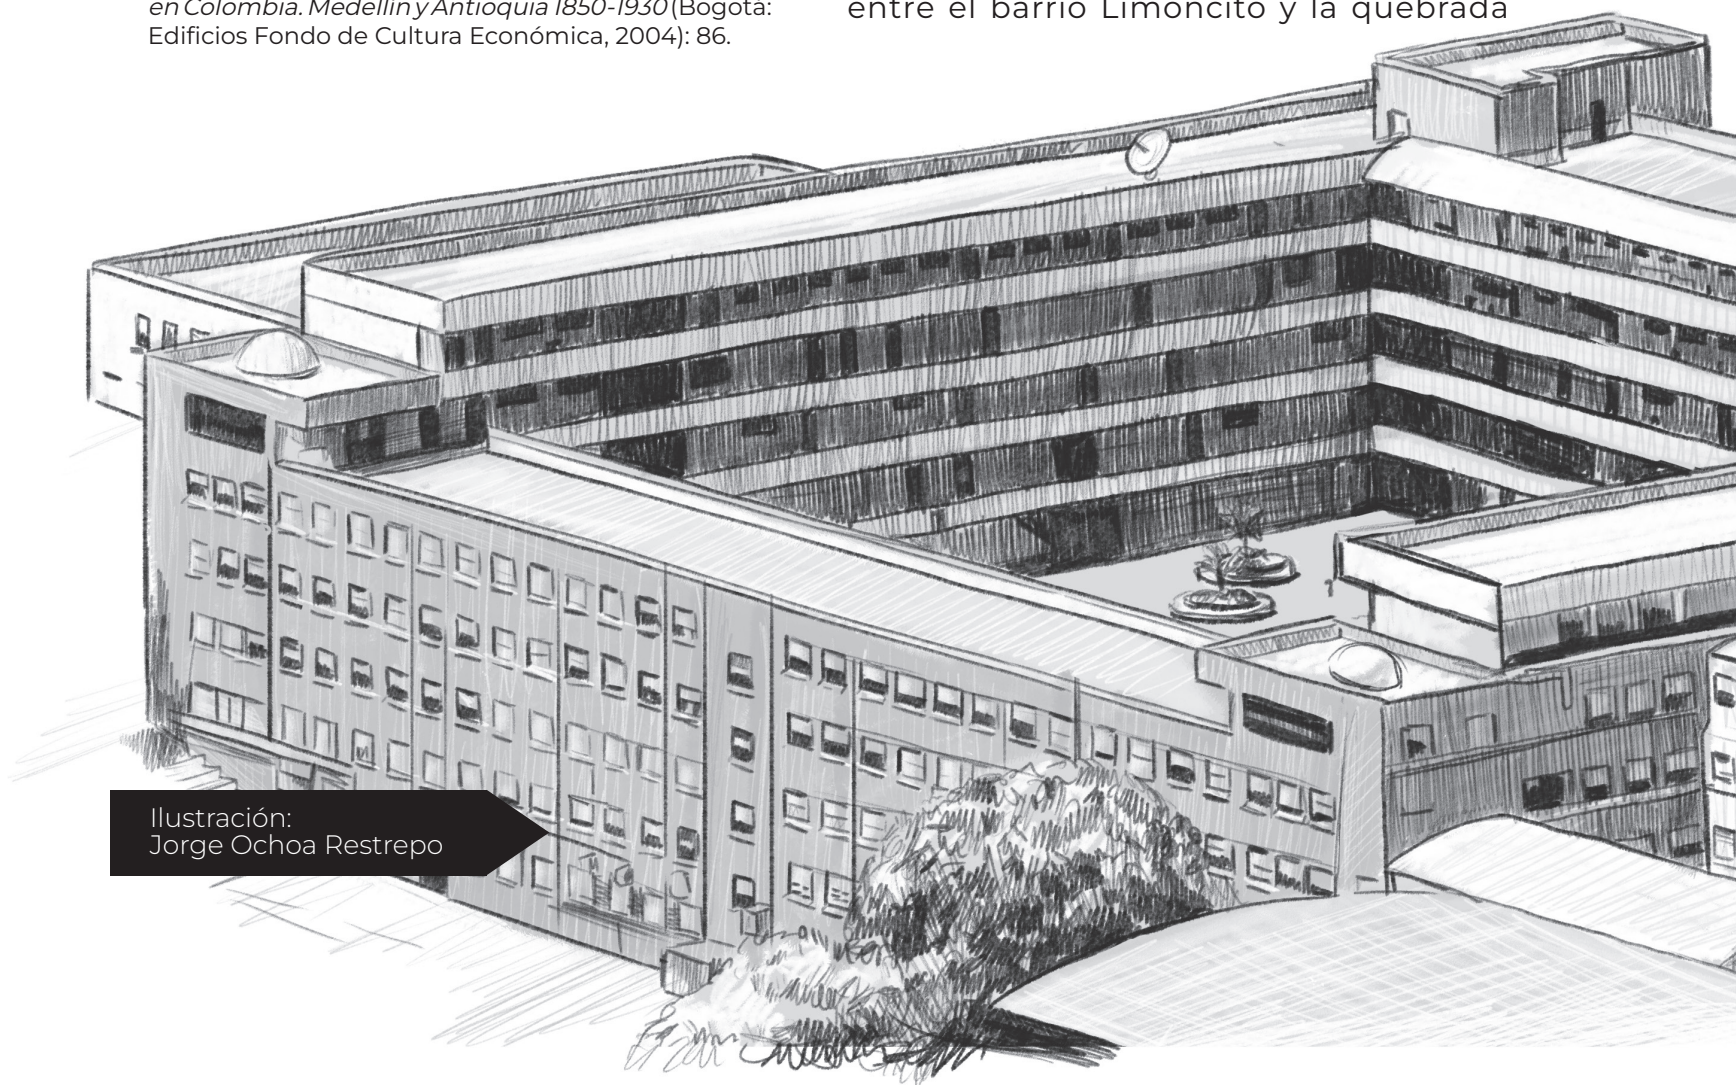 en Colombia. Medellín y Antioquia 1850-1930 (Bogotá:
Edificios Fondo de Cultura Económica, 2004): 86.
entre el barrio Limoncito y la quebrada
Ilustración:
Jorge Ochoa Restrepo